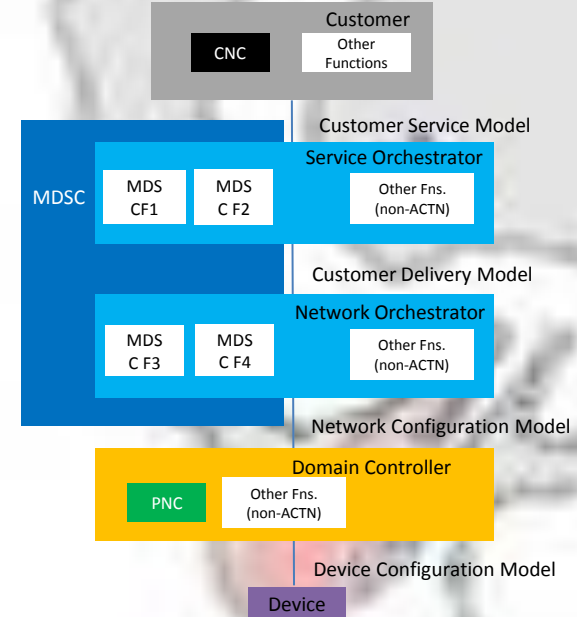 Customer
CNC
Other
Functions
Customer Service Model
Service Orchestrator
MDSC
MDS
CF1
MDS
C F2
Other Fns.
(non-ACTN)
Customer Delivery Model
Network Orchestrator
MDS
C F3
MDS
C F4
Other Fns.
(non-ACTN)
Network Configuration Model
Domain Controller
PNC
Other Fns.
(non-ACTN)
Device Configuration Model
Device